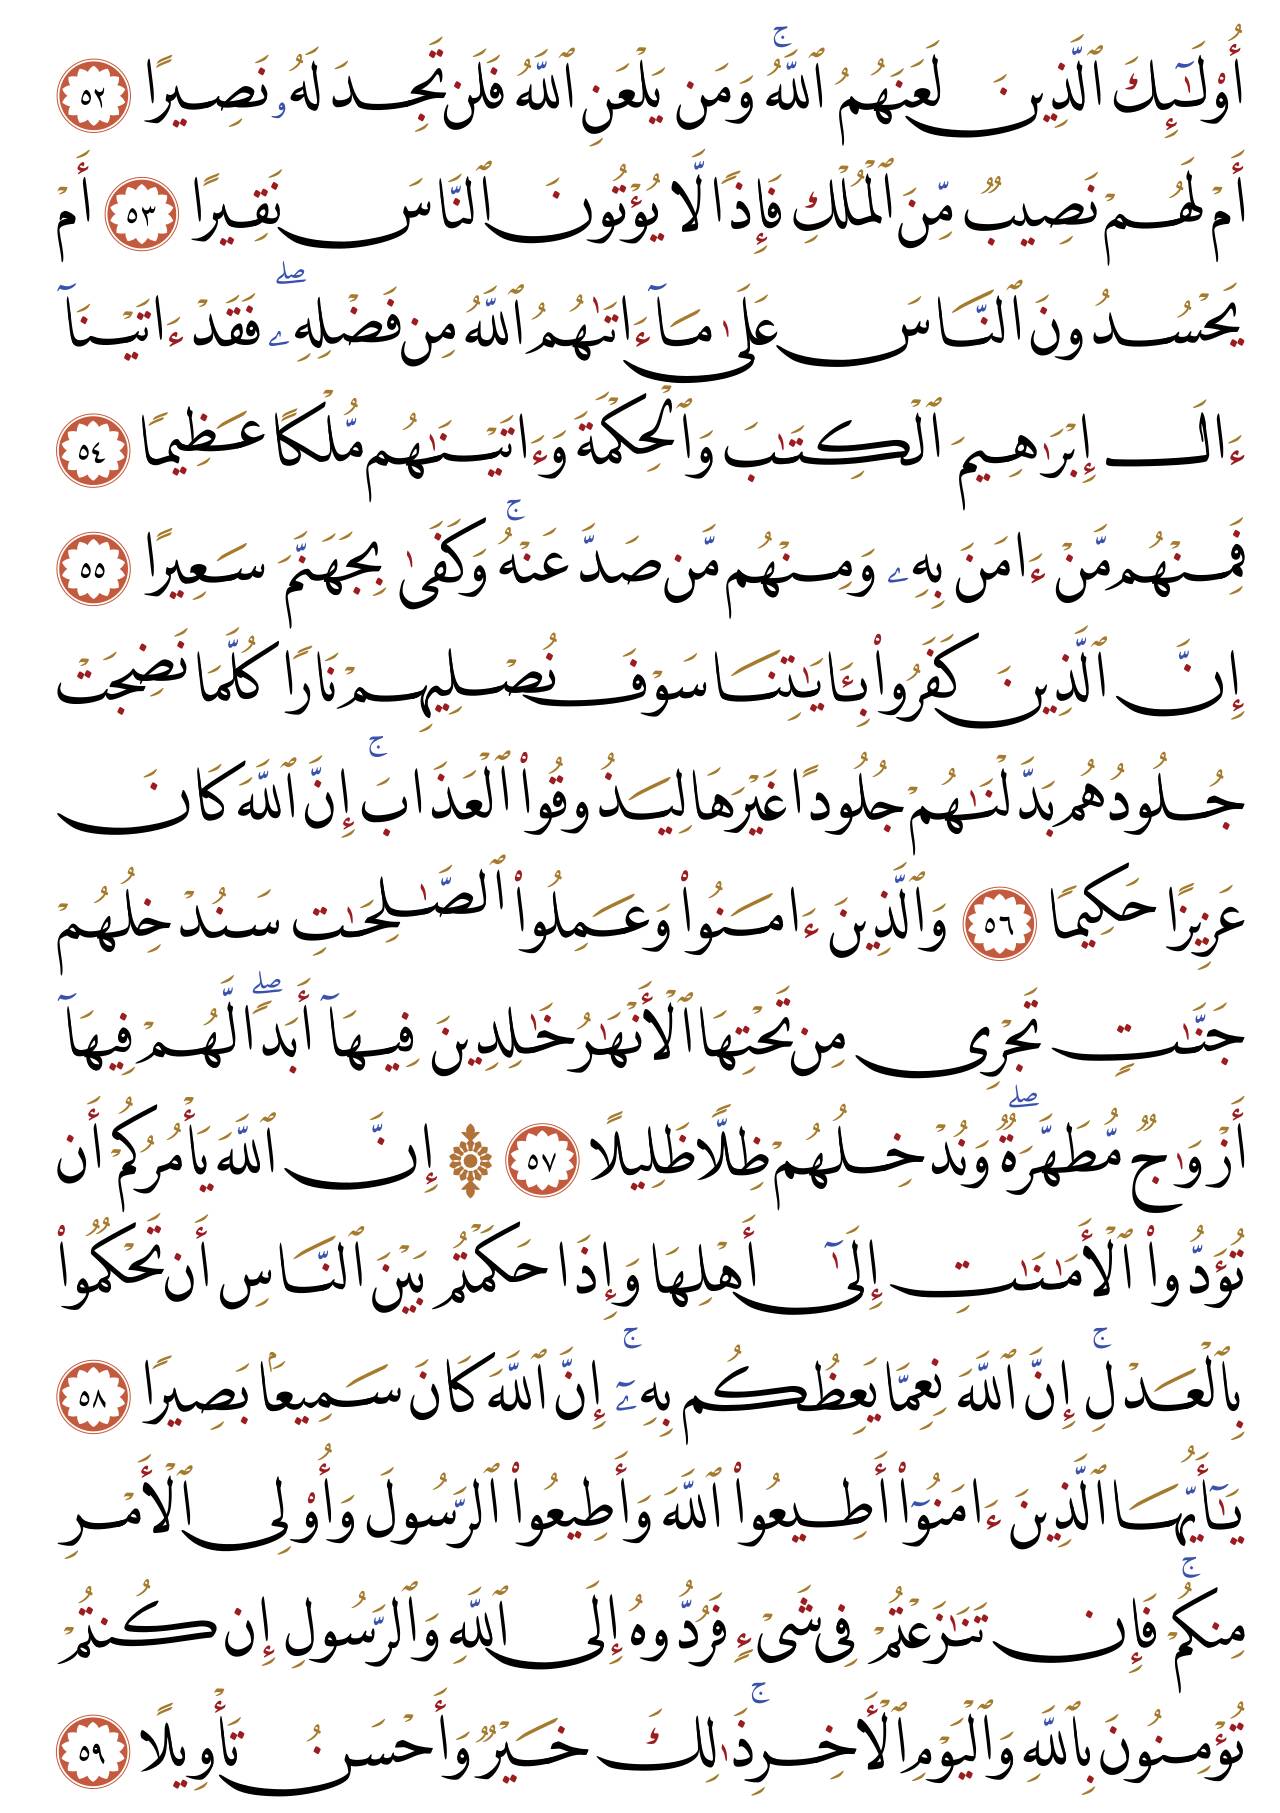 أُو۟لَـٰٓئِكَ ٱلَّذِينَ لَعَنَهُمُ ٱللَّهُ ۖۚ وَمَن يَلْعَنِ ٱللَّهُ فَلَن تَجِدَ لَهُۥ نَصِيرًا ٥٢
أَمْ لَهُمْ نَصِيبٌ مِّنَ ٱلْمُلْكِ فَإِذًا لَّا يُؤْتُونَ ٱلنَّاسَ نَقِيرًا ٥٣ أَمْ
يَحْسُدُونَ ٱلنَّاسَ عَلَىٰ مَآ ءَاتَىٰهُمُ ٱللَّهُ مِن فَضْلِهِۦ ۖ فَقَدْ ءَاتَيْنَآ
ءَالَ إِبْرَٰهِيمَ ٱلْكِتَـٰبَ وَٱلْحِكْمَةَ وَءَاتَيْنَـٰهُم مُّلْكًا عَظِيمًا ٥٤
فَمِنْهُم مَّنْ ءَامَنَ بِهِۦ وَمِنْهُم مَّن صَدَّ عَنْهُ ۚ وَكَفَىٰ بِجَهَنَّمَ سَعِيرًا ٥٥
إِنَّ ٱلَّذِينَ كَفَرُوا۟ بِـَٔايَـٰتِنَا سَوْفَ نُصْلِيهِمْ نَارًا كُلَّمَا نَضِجَتْ
جُلُودُهُم بَدَّلْنَـٰهُمْ جُلُودًا غَيْرَهَا لِيَذُوقُوا۟ ٱلْعَذَابَ ۚ إِنَّ ٱللَّهَ كَانَ
عَزِيزًا حَكِيمًا ٥٦ وَٱلَّذِينَ ءَامَنُوا۟ وَعَمِلُوا۟ ٱلصَّـٰلِحَـٰتِ سَنُدْخِلُهُمْ
جَنَّـٰتٍ تَجْرِى مِن تَحْتِهَا ٱلْأَنْهَـٰرُ خَـٰلِدِينَ فِيهَآ أَبَدًا ۖ لَّهُمْ فِيهَآ
أَزْوَٰجٌ مُّطَهَّرَةٌ ۖ وَنُدْخِلُهُمْ ظِلًّا ظَلِيلًا ٥٧ ۞ إِنَّ ٱللَّهَ يَأْمُرُكُمْ أَن
تُؤَدُّوا۟ ٱلْأَمَـٰنَـٰتِ إِلَىٰٓ أَهْلِهَا وَإِذَا حَكَمْتُم بَيْنَ ٱلنَّاسِ أَن تَحْكُمُوا۟
بِٱلْعَدْلِ ۚ إِنَّ ٱللَّهَ نِعِمَّا يَعِظُكُم بِهِۦٓ ۚ إِنَّ ٱللَّهَ كَانَ سَمِيعًۢا بَصِيرًا ٥٨
يَـٰٓأَيُّهَا ٱلَّذِينَ ءَامَنُوٓا۟ أَطِيعُوا۟ ٱللَّهَ وَأَطِيعُوا۟ ٱلرَّسُولَ وَأُو۟لِى ٱلْأَمْرِ
مِنكُمْ ۚ فَإِن تَنَـٰزَعْتُمْ فِى شَىْءٍ فَرُدُّوهُ إِلَى ٱللَّهِ وَٱلرَّسُولِ إِن كُنتُمْ
تُؤْمِنُونَ بِٱللَّهِ وَٱلْيَوْمِ ٱلْـَٔاخِرِ ۚ ذَٰلِكَ خَيْرٌ وَأَحْسَنُ تَأْوِيلًا ٥٩